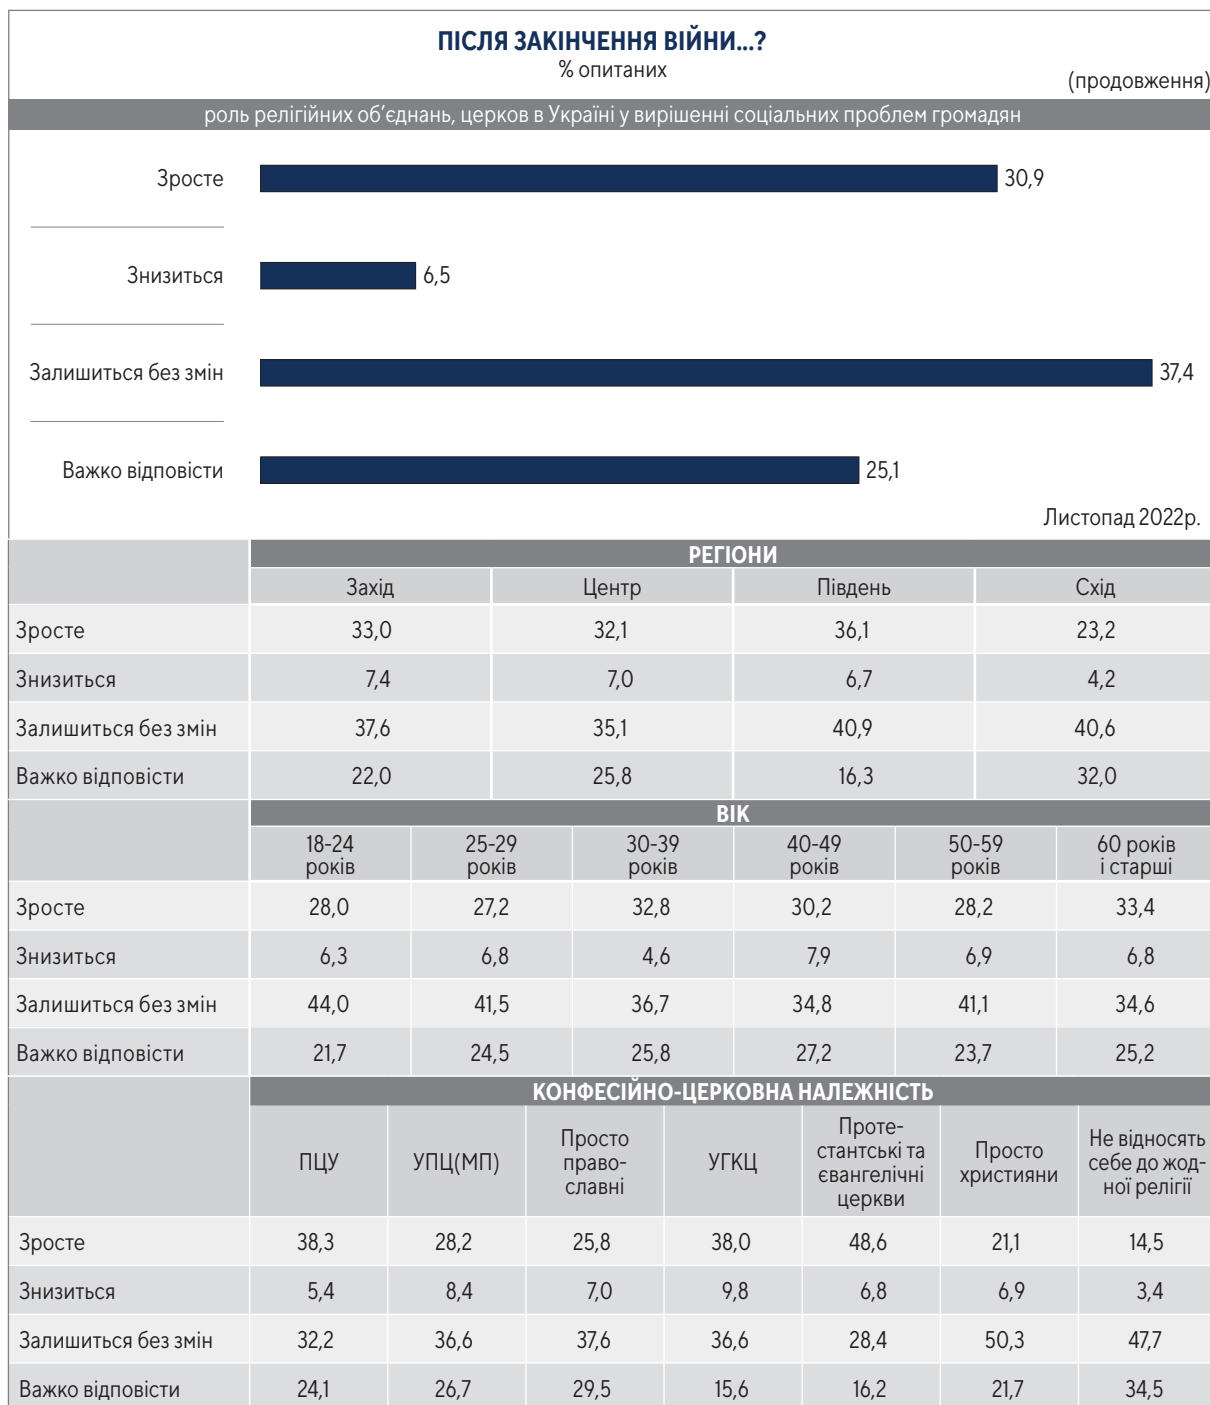 ПІСЛЯ ЗАКІНЧЕННЯ ВІЙНИ...?
% опитаних
(продовження)
роль релігійних об’єднань, церков в Україні у вирішенні соціальних проблем громадян
Зросте 30,9
Знизиться 6,5
Залишиться без змін 37,4
Важко відповісти 25,1
Листопад 2022р.
РЕГІОНИ
Захід Центр Південь Схід
Зросте 33,0 32,1 36,1 23,2
Знизиться 7,4 7,0 6,7 4,2
Залишиться без змін 37,6 35,1 40,9 40,6
Важко відповісти 22,0 25,8 16,3 32,0
ВІК
18-24 років 25-29 років 30-39 років 40-49 років 50-59 років 60 років і старші
Зросте 28,0 27,2 32,8 30,2 28,2 33,4
Знизиться 6,3 6,8 4,6 7,9 6,9 6,8
Залишиться без змін 44,0 41,5 36,7 34,8 41,1 34,6
Важко відповісти 21,7 24,5 25,8 27,2 23,7 25,2
КОНФЕСІЙНО-ЦЕРКОВНА НАЛЕЖНІСТЬ
ПЦУ
УПЦ(МП)
Просто
право-
славні
УГКЦ
Проте-
стантські та
євангелічні
церкви
Просто
християни
Не відносять
себе до жод-
ної релігії
Зросте 38,3 28,2 25,8 38,0 48,6 21,1 14,5
Знизиться 5,4 8,4 7,0 9,8 6,8 6,9 3,4
Залишиться без змін 32,2 36,6 37,6 36,6 28,4 50,3 47,7
Важко відповісти 24,1 26,7 29,5 15,6 16,2 21,7 34,5